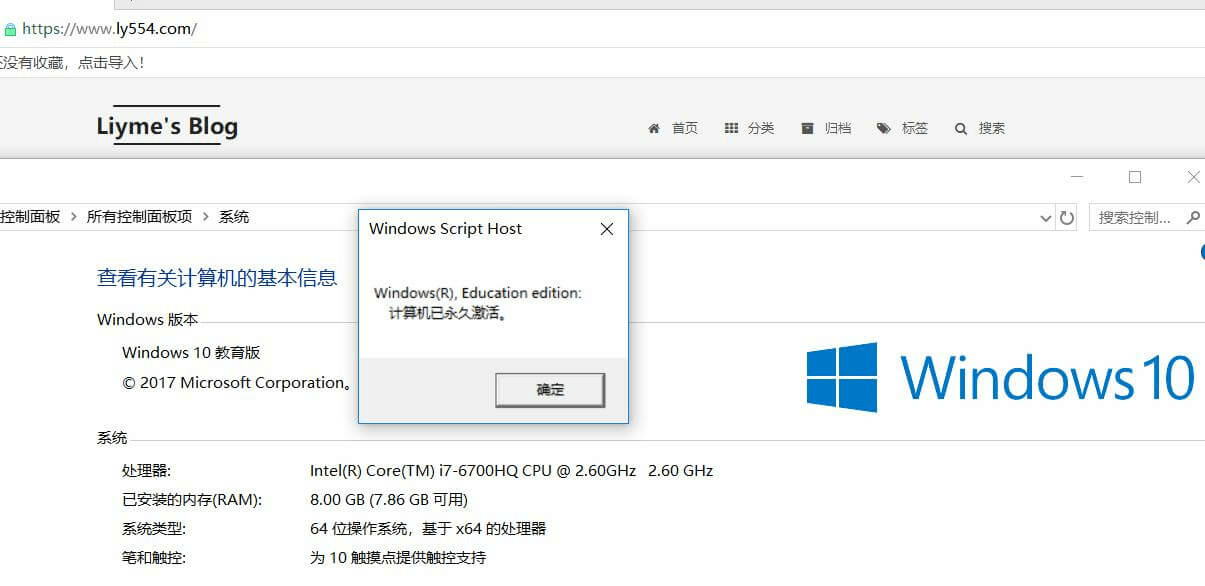 https://www.ly554.com/
还没有收藏，点击导入！
Liyme's Blog
首页 分类 归档 标签 搜索
控制面板 > 所有控制面板项 > 系统
搜索控制...
Windows Script Host
Windows(R), Education edition:
计算机已永久激活。
确定
查看有关计算机的基本信息
Windows 版本
Windows 10 教育版
© 2017 Microsoft Corporation。
Windows 10
系统
处理器: Intel(R) Core(TM) i7-6700HQ CPU @ 2.60GHz 2.60 GHz
已安装的内存(RAM): 8.00 GB (7.86 GB 可用)
系统类型: 64 位操作系统，基于 x64 的处理器
笔和触控: 为 10 触摸点提供触控支持